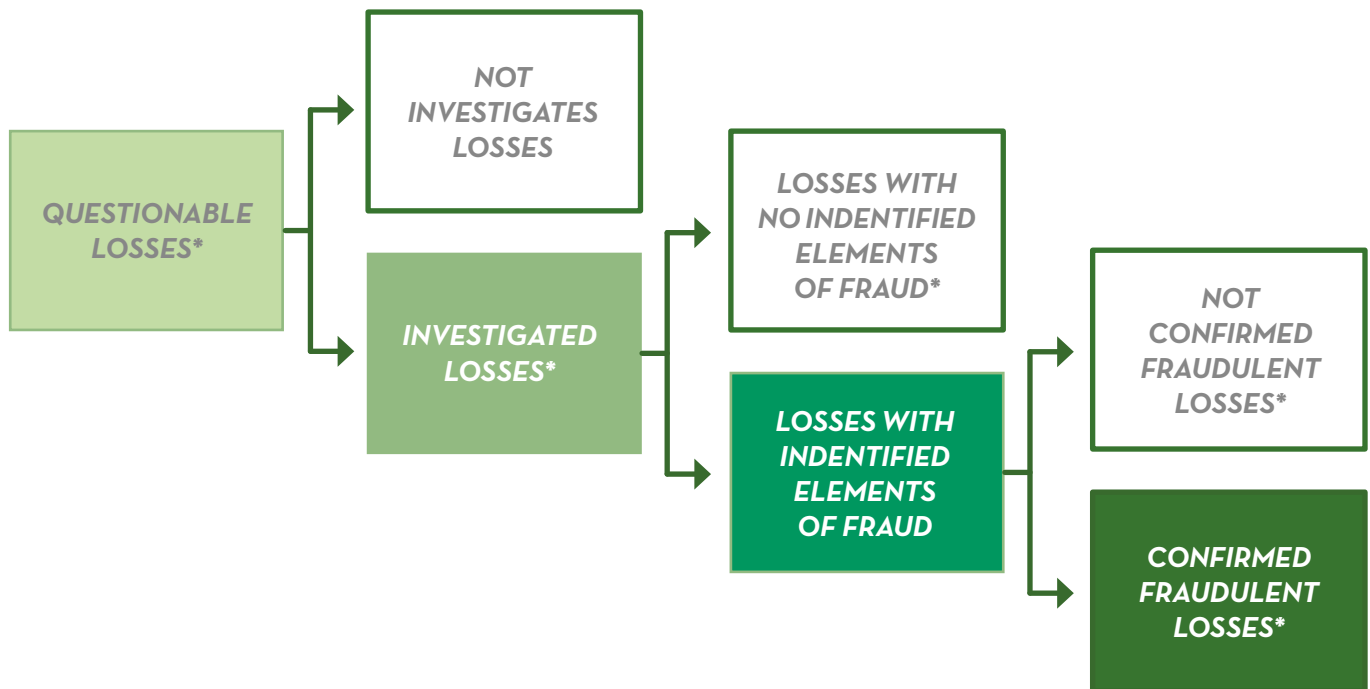 NOT
INVESTIGATES
LOSSES
QUESTIONABLE
LOSSES*
INVESTIGATED
LOSSES*
LOSSES WITH
NO INDENTIFIED
ELEMENTS
OF FRAUD*
LOSSES WITH
INDENTIFIED
ELEMENTS
OF FRAUD
NOT
CONFIRMED
FRAUDULENT
LOSSES*
CONFIRMED
FRAUDULENT
LOSSES*